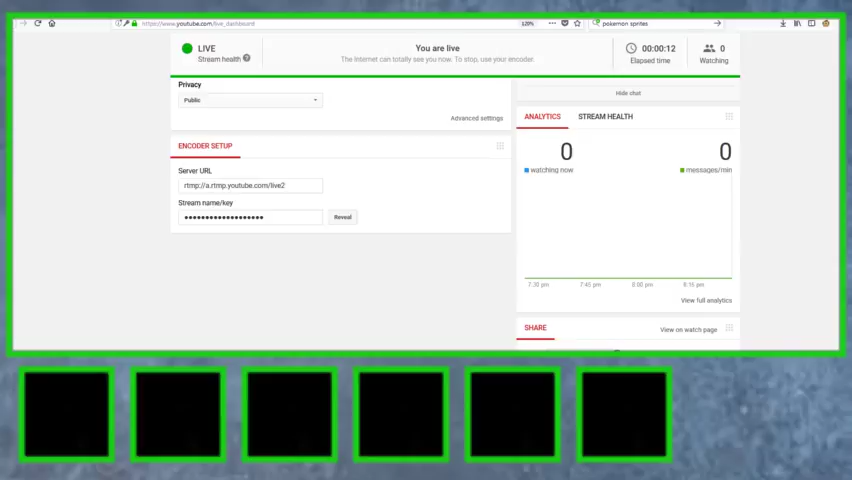 https://www.youtube.com/live_dashboard
120%
pokemon sprites
LIVE
Stream health
You are live
The Internet can totally see you now. To stop, use your encoder.
00:00:12
Elapsed time
0
Watching
Privacy
Public
Advanced settings
ENCODER SETUP
Server URL
rtmp://a.rtmp.youtube.com/live2
Stream name/key
Reveal
Hide chat
ANALYTICS
STREAM HEALTH
0
watching now
0
messages/min
7:30 pm
7:45 pm
8:00 pm
8:15 pm
View full analytics
SHARE
View on watch page